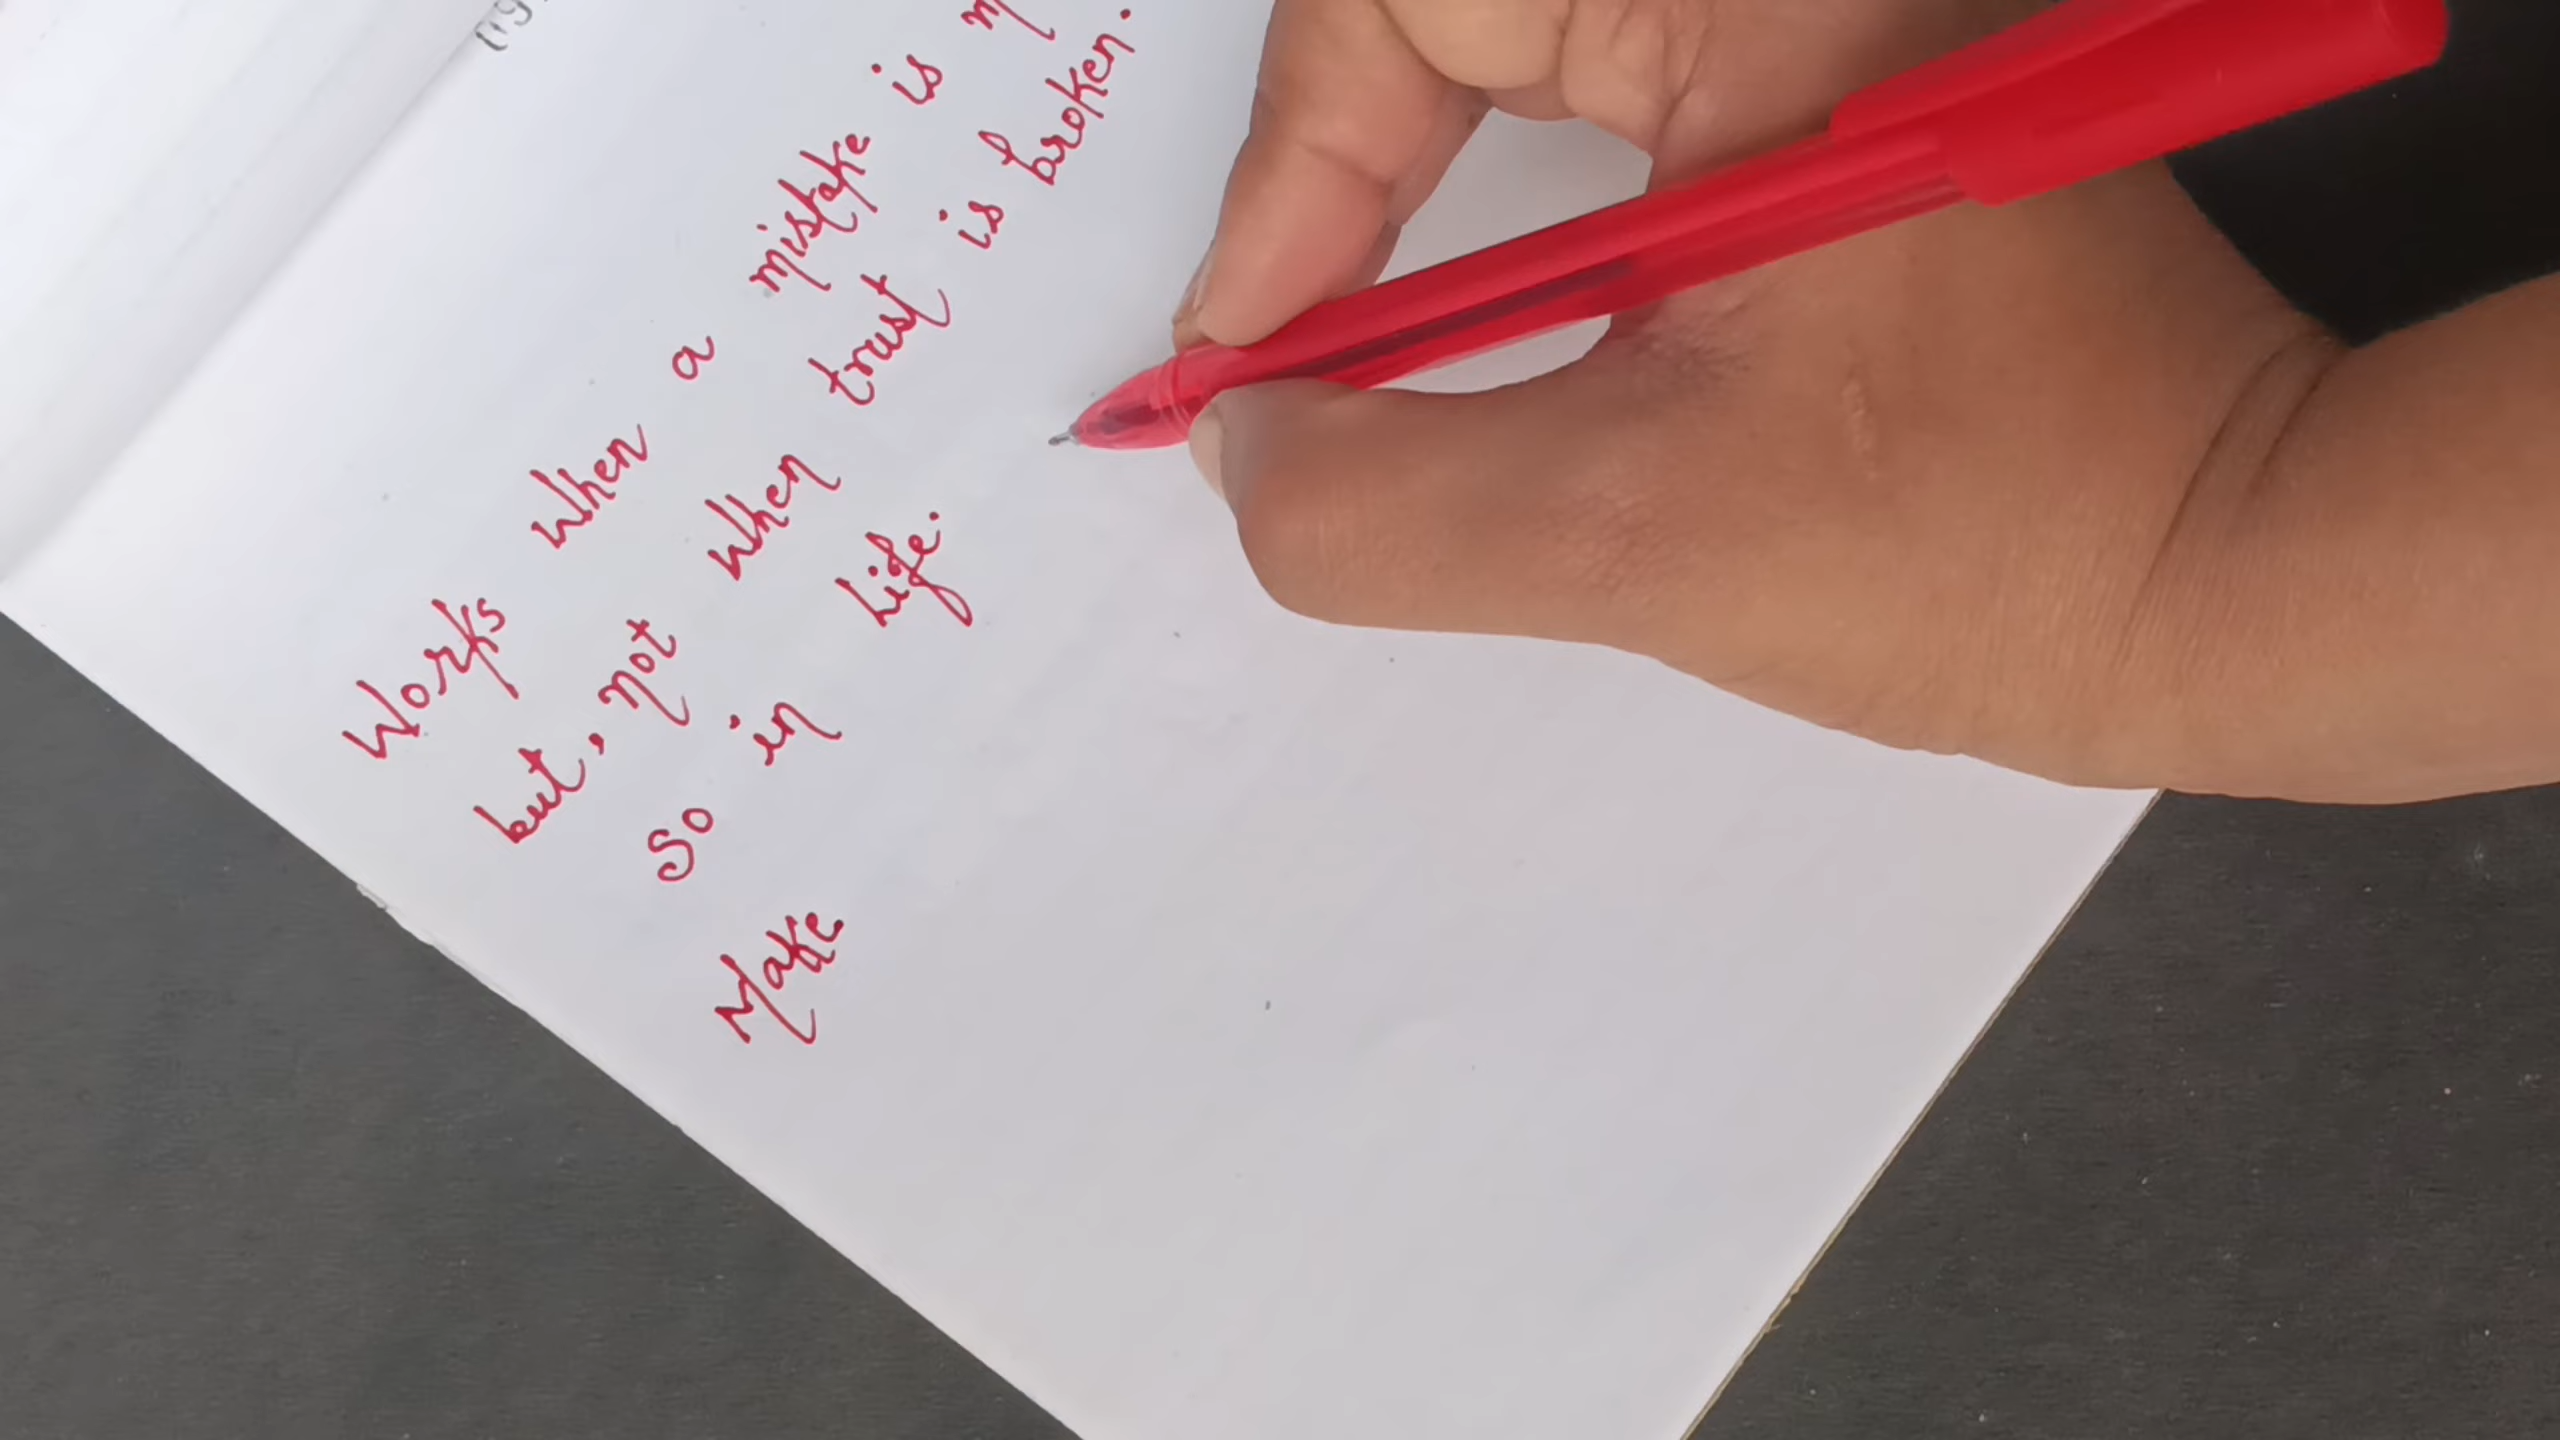 Works when a mistake is
but, not when trust is broken.
So in life.
Make